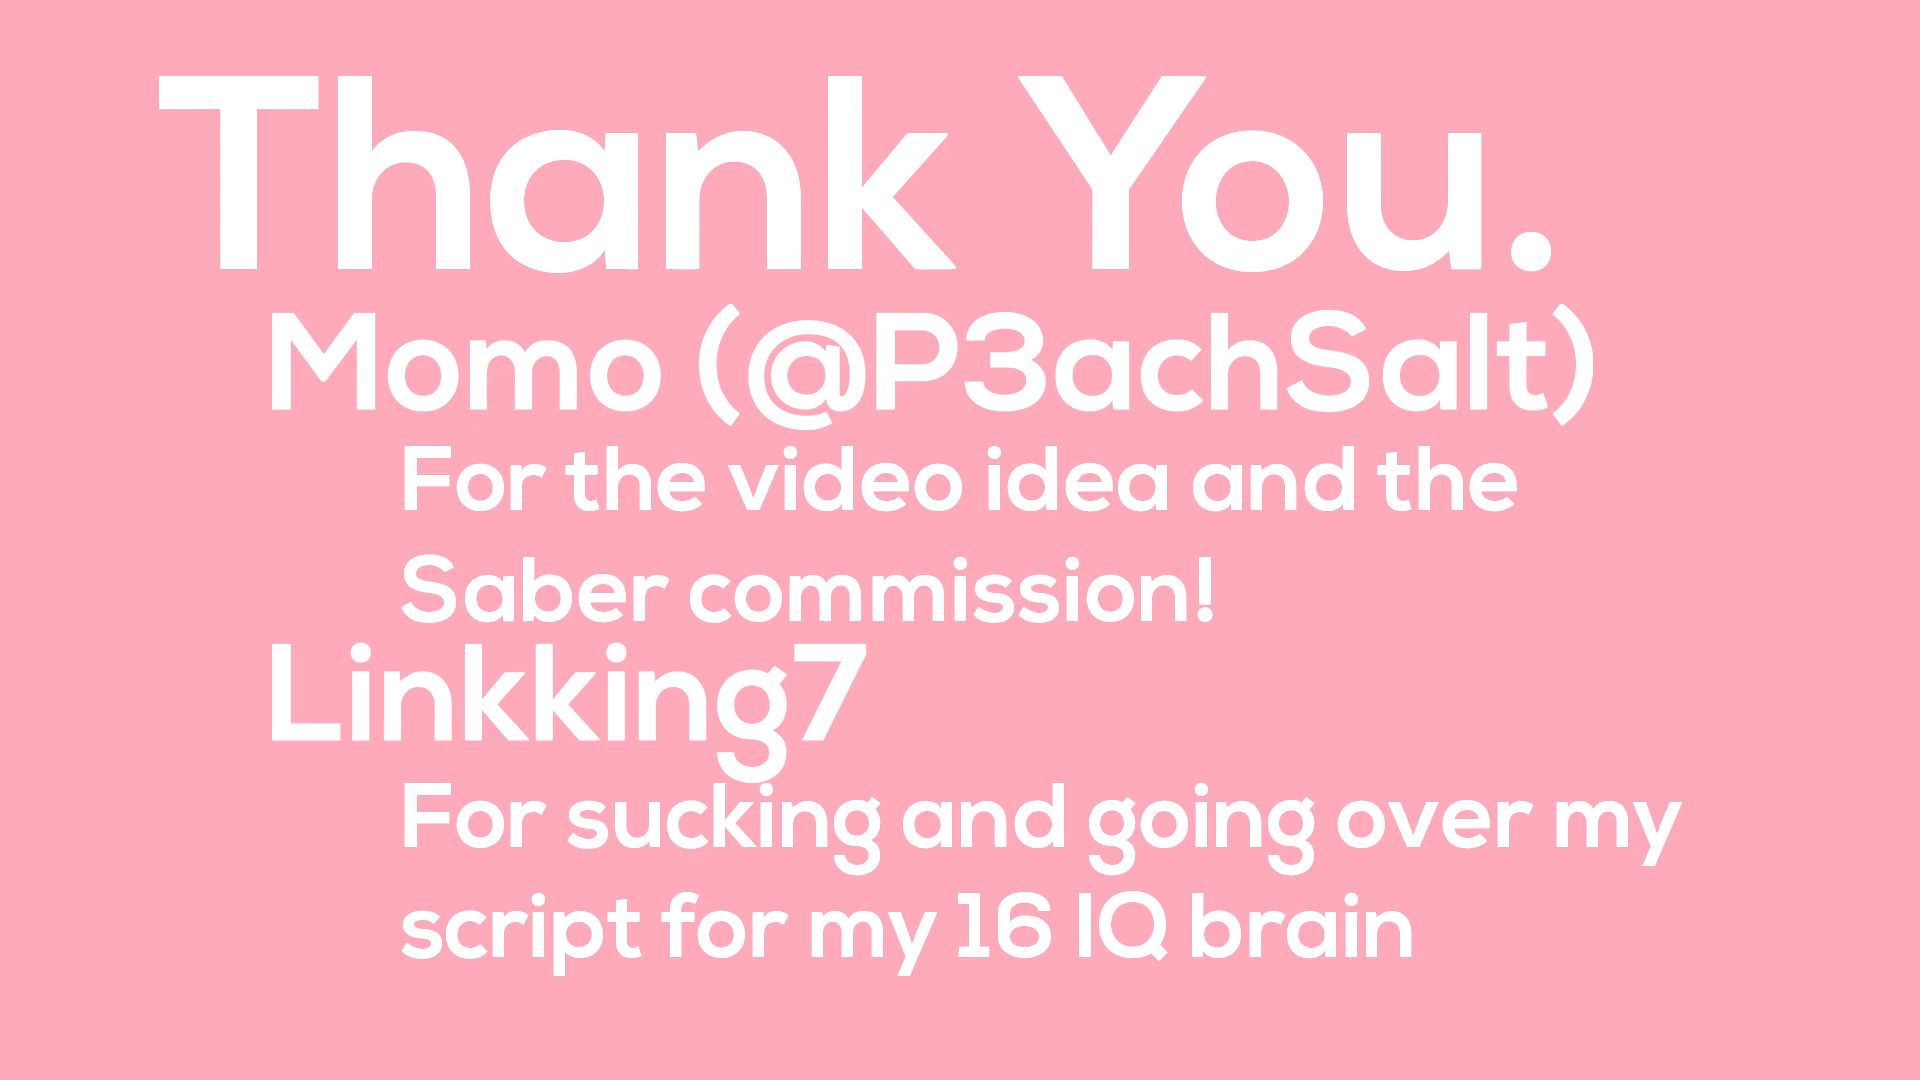 Thank You.
Momo (@P3achSalt)
For the video idea and the
Saber commission!
Linkking7
For sucking and going over my
script for my 16 IQ brain